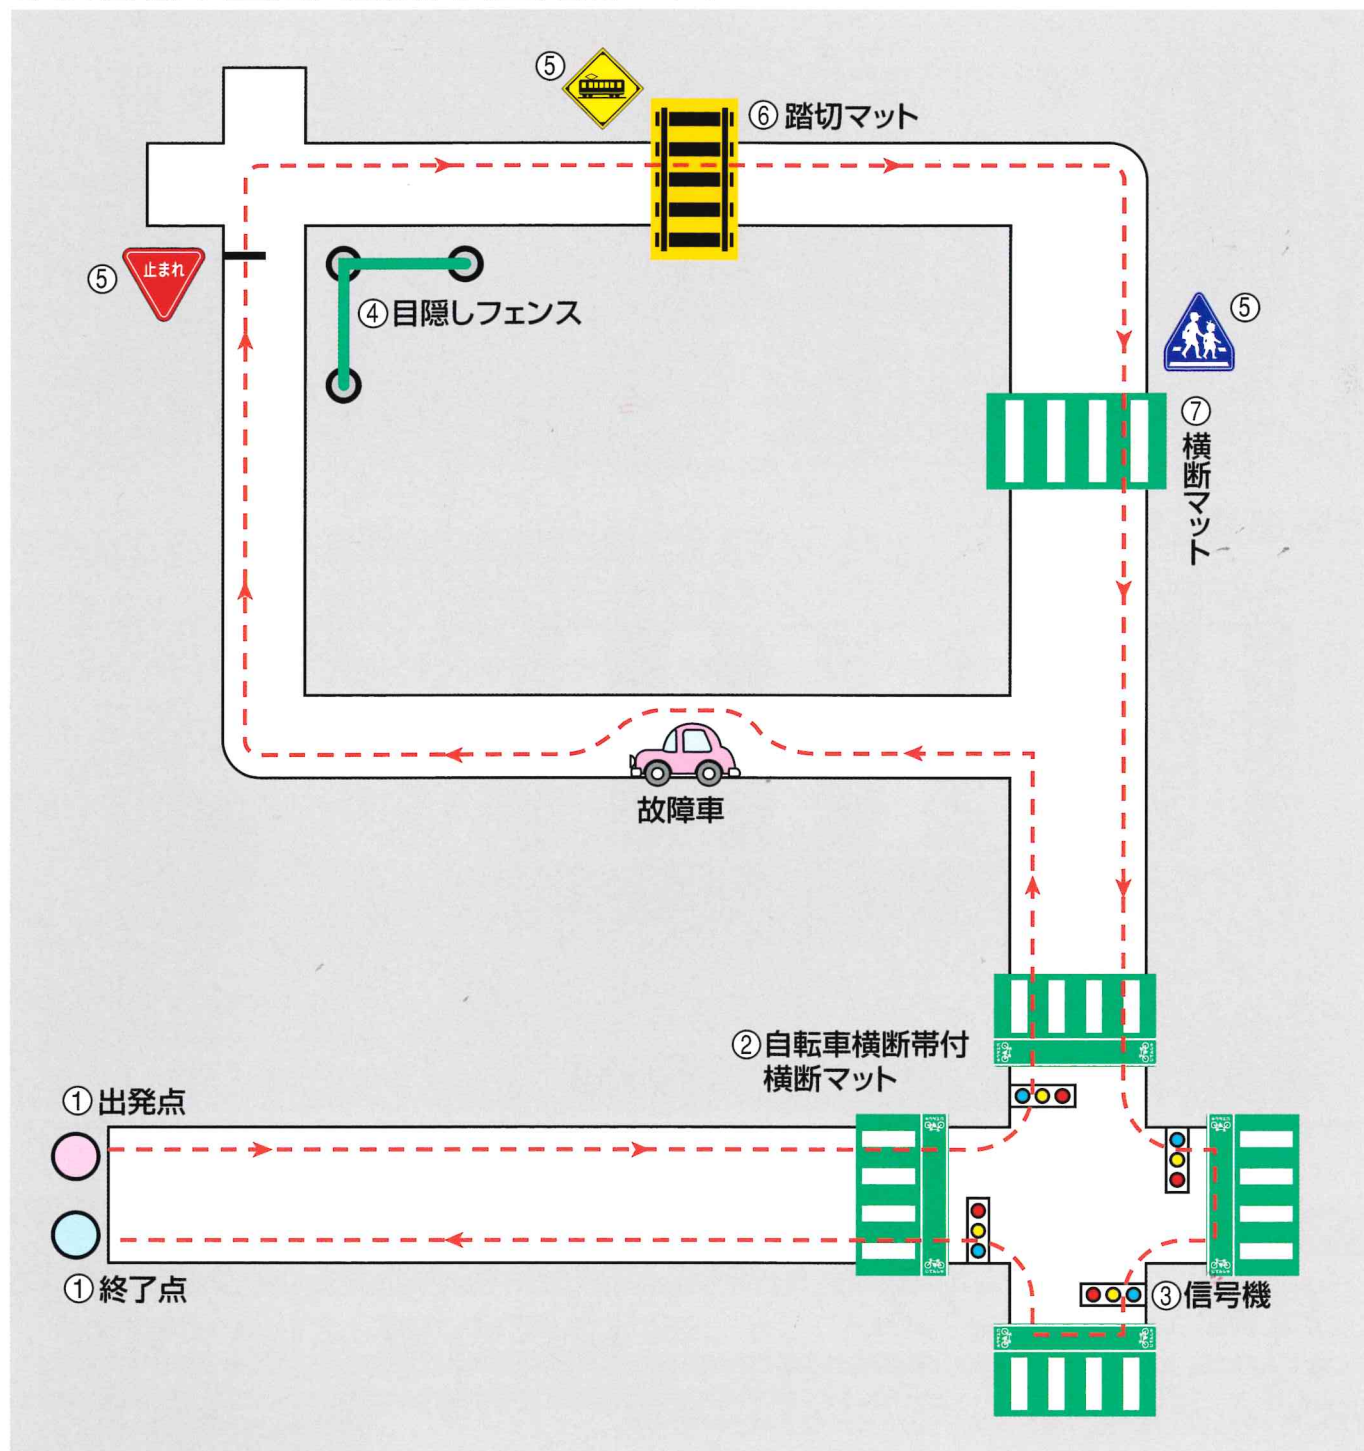 ⑤
⑥踏切マット
⑤
止まれ
④目隠しフェンス
⑤
⑦横断マット
故障車
②自転車横断帯付
横断マット
①出発点
①終了点
③信号機